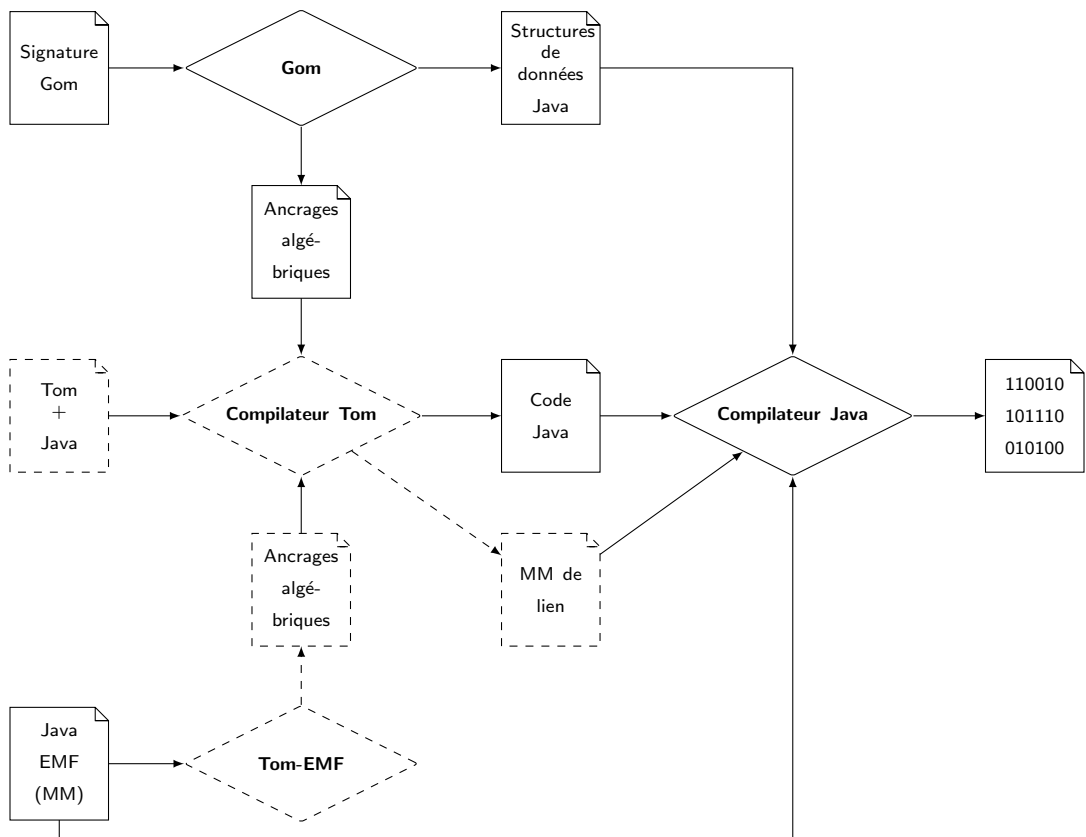 Signature
Gom
Gom
Structures
de
données
Java
Ancrages
algé-
briques
Tom
+
Java
Compilateur Tom
Code
Java
Compilateur Java
110010
101110
010100
Ancrages
algé-
briques
MM de
lien
Java
EMF
(MM)
Tom-EMF